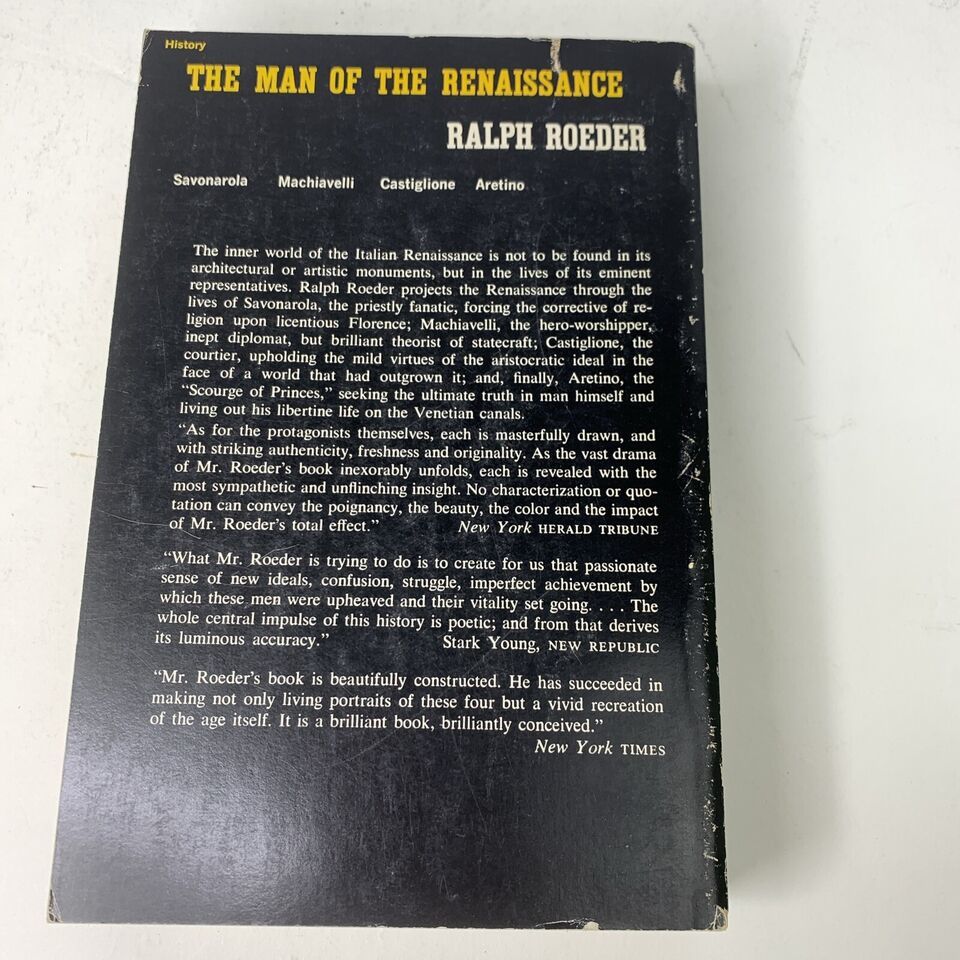 History
THE MAN OF THE RENAISSANCE
RALPH ROEDER
Savonarola Machiavelli Castiglione Aretino
The inner world of the Italian Renaissance is not to be found in its
architectural or artistic monuments, but in the lives of its eminent
representatives. Ralph Roeder projects the Renaissance through the
lives of Savonarola, the priestly fanatic, forcing the corrective of re-
ligion upon licentious Florence; Machiavelli, the hero-worshipper,
inept diplomat, but brilliant theorist of statecraft; Castiglione, the
courtier, upholding the mild virtues of the aristocratic ideal in the
face of a world that had outgrown it; and, finally, Aretino, the
“Scourge of Princes,” seeking the ultimate truth in man himself and
living out his libertine life on the Venetian canals.
“As for the protagonists themselves, each is masterfully drawn, and
with striking authenticity, freshness and originality. As the vast drama
of Mr. Roeder’s book inexorably unfolds, each is revealed with the
most sympathetic and unflinching insight. No characterization or quo-
tation can convey the poignancy, the beauty, the color and the impact
of Mr. Roeder’s total effect.” New York HERALD TRIBUNE
“What Mr. Roeder is trying to do is to create for us that passionate
sense of new ideals, confusion, struggle, imperfect achievement by
which these men were upheaved and their vitality set going. . . . The
whole central impulse of this history is poetic; and from that derives
its luminous accuracy.” Stark Young, NEW REPUBLIC
“Mr. Roeder’s book is beautifully constructed. He has succeeded in
making not only living portraits of these four but a vivid recreation
of the age itself. It is a brilliant book, brilliantly conceived.”
New York TIMES